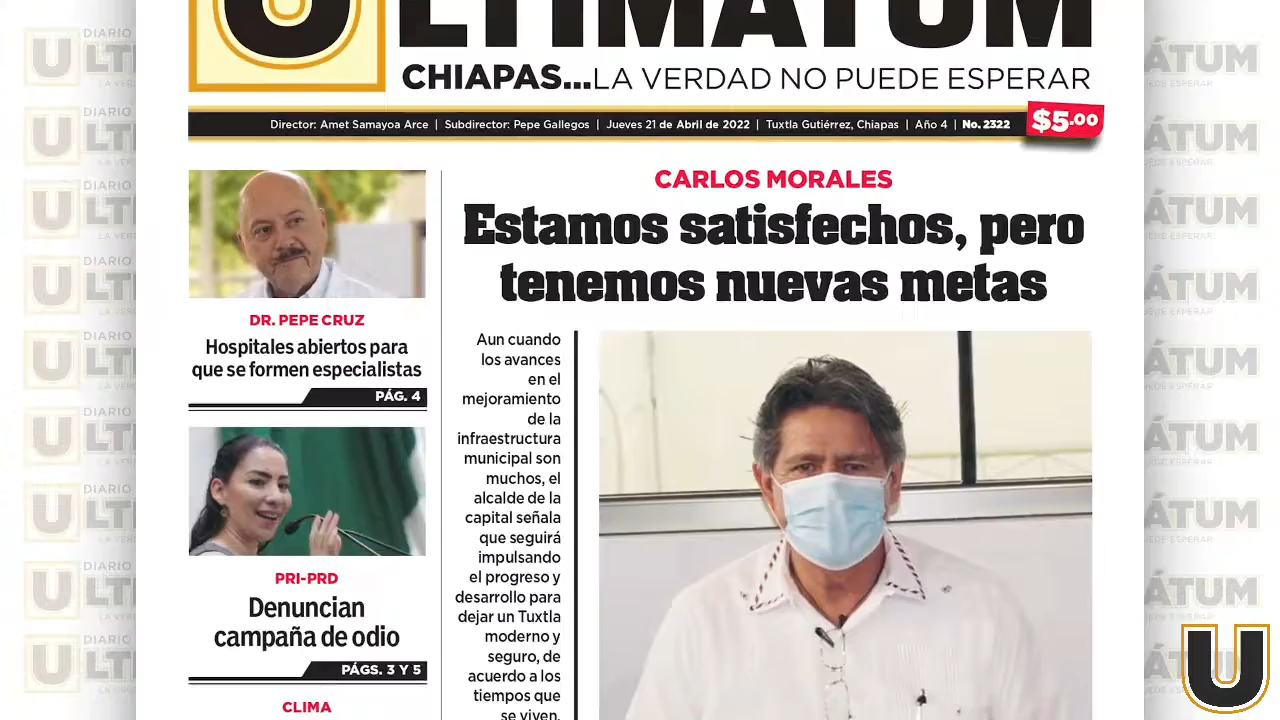 ULTIMATUM
CHIAPAS...LA VERDAD NO PUEDE ESPERAR
Director: Amet Samayoa Arce | Subdirector: Pepe Gallegos | Jueves 21 de Abril de 2022 | Tuxtla Gutiérrez, Chiapas | Año 4 | No. 2322
$5.00
DR. PEPE CRUZ
Hospitales abiertos para
que se formen especialistas
PÁG. 4
PRI-PRD
Denuncian
campaña de odio
PÁGS. 3 Y 5
CLIMA
CARLOS MORALES
Estamos satisfechos, pero
tenemos nuevas metas
Aun cuando
los avances
en el
mejoramiento
de la
infraestructura
municipal son
muchos, el
alcalde de la
capital señala
que seguirá
impulsando
el progreso y
desarrollo para
dejar un Tuxtla
moderno y
seguro, de
acuerdo a los
tiempos que
se viven.
U